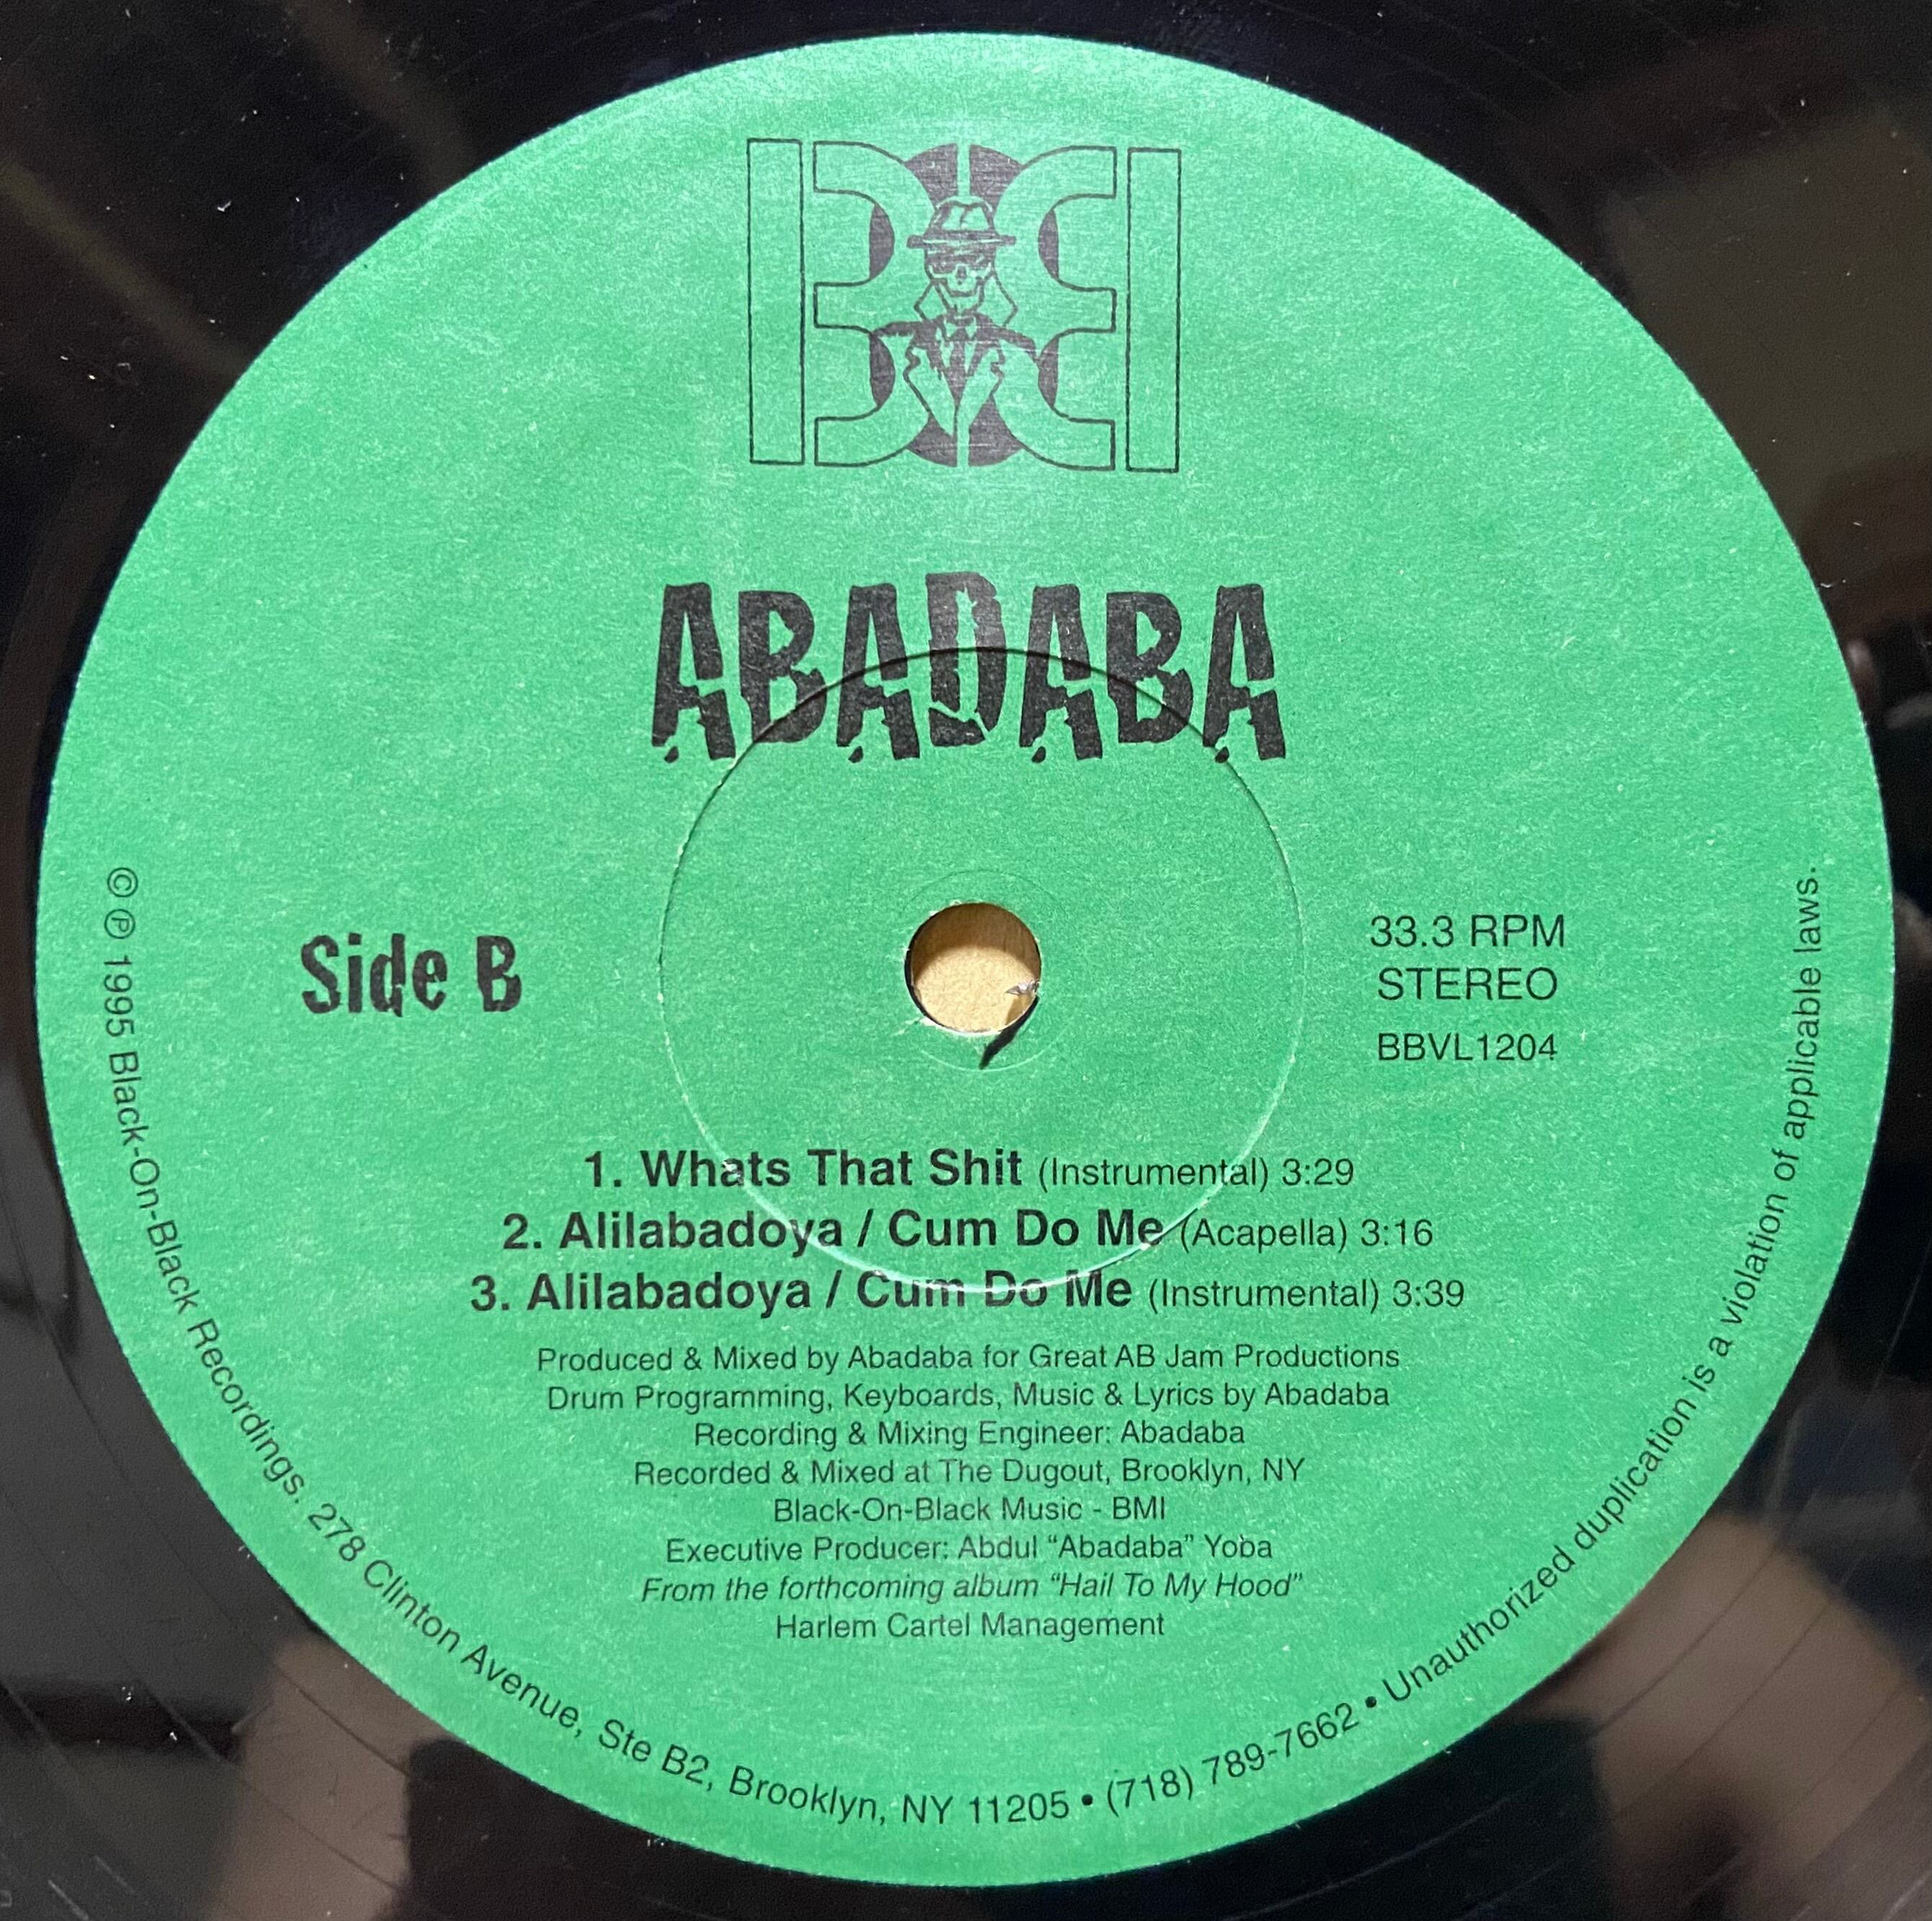 ABADABA
Side B
33.3 RPM
STEREO
BBVL1204
1. Whats That Shit (Instrumental) 3:29
2. Alilabadoya / Cum Do Me (Acapella) 3:16
3. Alilabadoya / Cum Do Me (Instrumental) 3:39
Produced & Mixed by Abadaba for Great AB Jam Productions
Drum Programming, Keyboards, Music & Lyrics by Abadaba
Recording & Mixing Engineer: Abadaba
Recorded & Mixed at The Dugout, Brooklyn, NY
Black-On-Black Music - BMI
Executive Producer: Abdul “Abadaba” Yoba
From the forthcoming album “Hail To My Hood”
Harlem Cartel Management
© ℗ 1995 Black-On-Black Recordings. 278 Clinton Avenue, Ste B2, Brooklyn, NY 11205 • (718) 789-7662 • Unauthorized duplication is a violation of applicable laws.